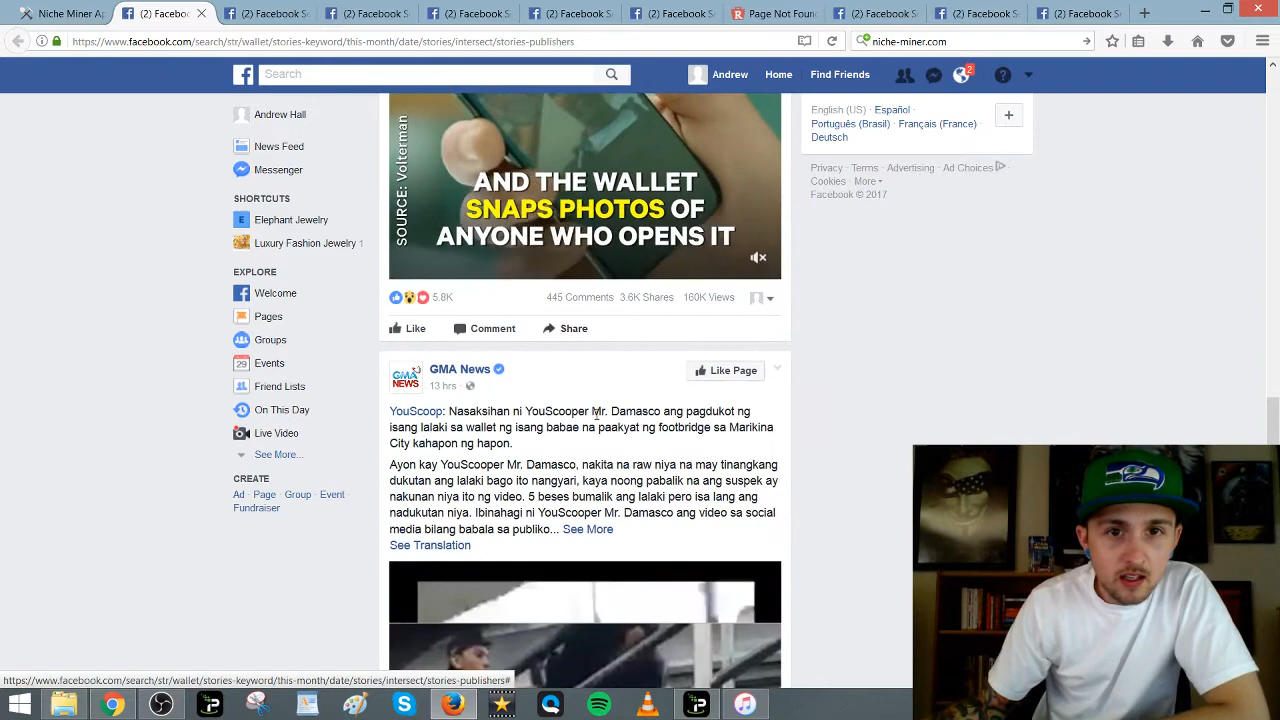 Niche Miner Ap
(2) Facebook S
(2) Facebook S
(2) Facebook S
(2) Facebook S
(2) Facebook S
(2) Facebook S
Page Not Foun
(2) Facebook S
(2) Facebook S
(2) Facebook S
https://www.facebook.com/search/str/wallet/stories-keyword/this-month/date/stories/intersect/stories-publishers
niche-miner.com
Search
Andrew
Home
Find Friends
2
Andrew Hall
News Feed
Messenger
SHORTCUTS
Elephant Jewelry
Luxury Fashion Jewelry 1
EXPLORE
Welcome
Pages
Groups
Events
Friend Lists
On This Day
Live Video
See More...
CREATE
Ad · Page · Group · Event ·
Fundraiser
SOURCE: Volterman
AND THE WALLET
SNAPS PHOTOS OF
ANYONE WHO OPENS IT
5.8K
445 Comments 3.6K Shares 160K Views
Like Comment Share
GMA News
13 hrs ·
Like Page
GMA
NEWS
YouScoop: Nasaksihan ni YouScooper Mr. Damasco ang pagdukot ng
isang lalaki sa wallet ng isang babae na paakyat ng footbridge sa Marikina
City kahapon ng hapon.
Ayon kay YouScooper Mr. Damasco, nakita na raw niya na may tinangkang
dukutan ang lalaki bago ito nangyari, kaya noong pabalik na ang suspek ay
nakunan niya ito ng video. 5 beses bumalik ang lalaki pero isa lang ang
nadukutan niya. Ibinahagi ni YouScooper Mr. Damasco ang video sa social
media bilang babala sa publiko... See More
See Translation
English (US) · Español ·
Português (Brasil) · Français (France) ·
Deutsch
Privacy · Terms · Advertising · Ad Choices ·
Cookies · More
Facebook © 2017
https://www.facebook.com/search/str/wallet/stories-keyword/this-month/date/stories/intersect/stories-publishers#